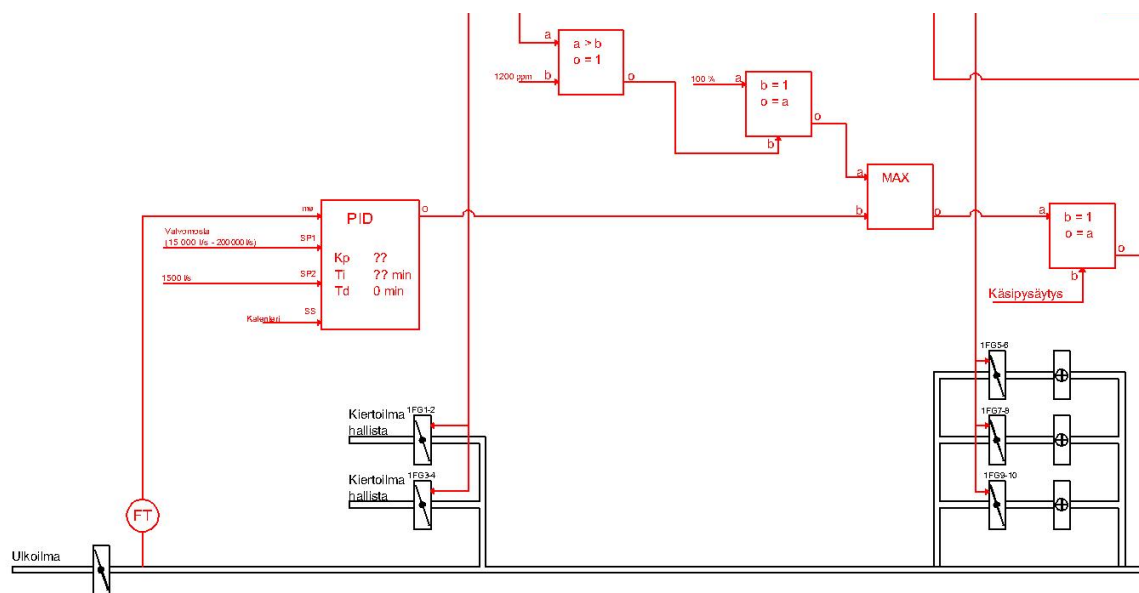 a
a > b
o = 1
1200 ppm
b
o
100 %
a
b = 1
o = a
o
b
a
MAX
b
o
me
PID
o
Valvomosta
(15 000 l/s - 200000l/s)
SP1
Kp ??
1500 l/s
SP2
Ti ?? min
Td 0 min
Kalenteri
SS
a
b = 1
o = a
o
b
Käsipysäytys
1FG5-6
Kiertoilma
hallista
1FG1-2
1FG7-9
Kiertoilma
hallista
1FG3-4
1FG9-10
FT
Ulkoilma